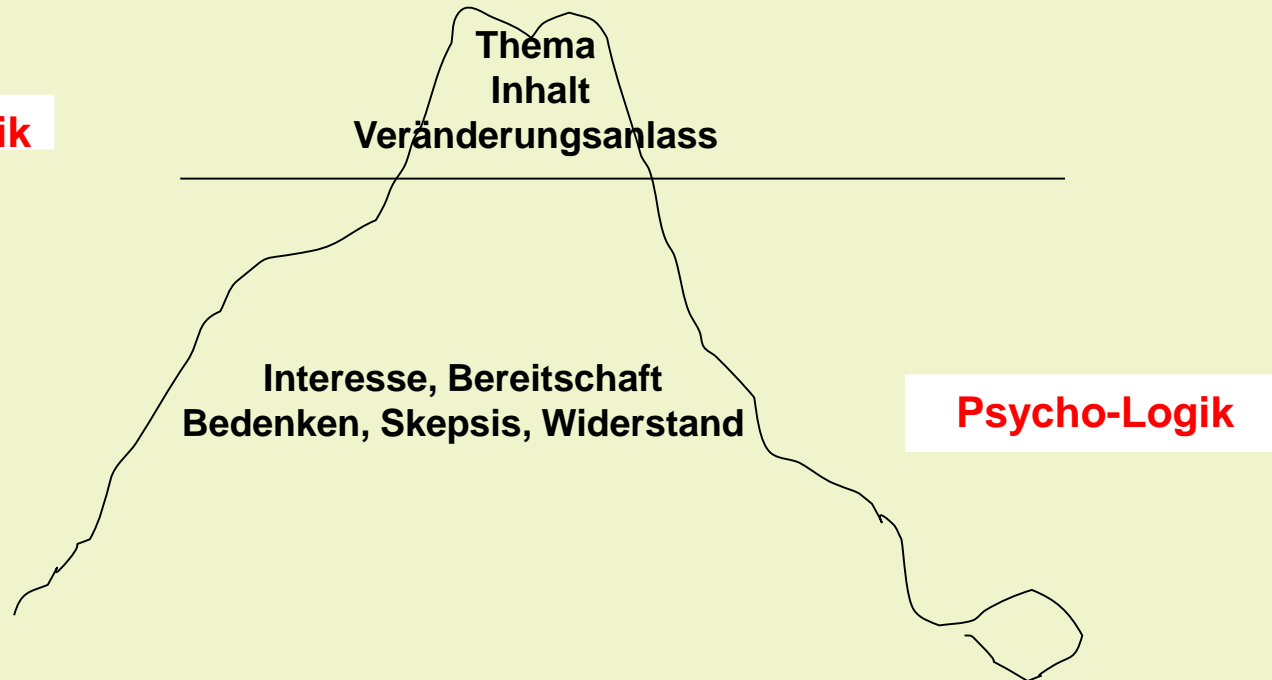 Thema
Inhalt
Veränderungsanlass
ik
Interesse, Bereitschaft
Bedenken, Skepsis, Widerstand
Psycho-Logik